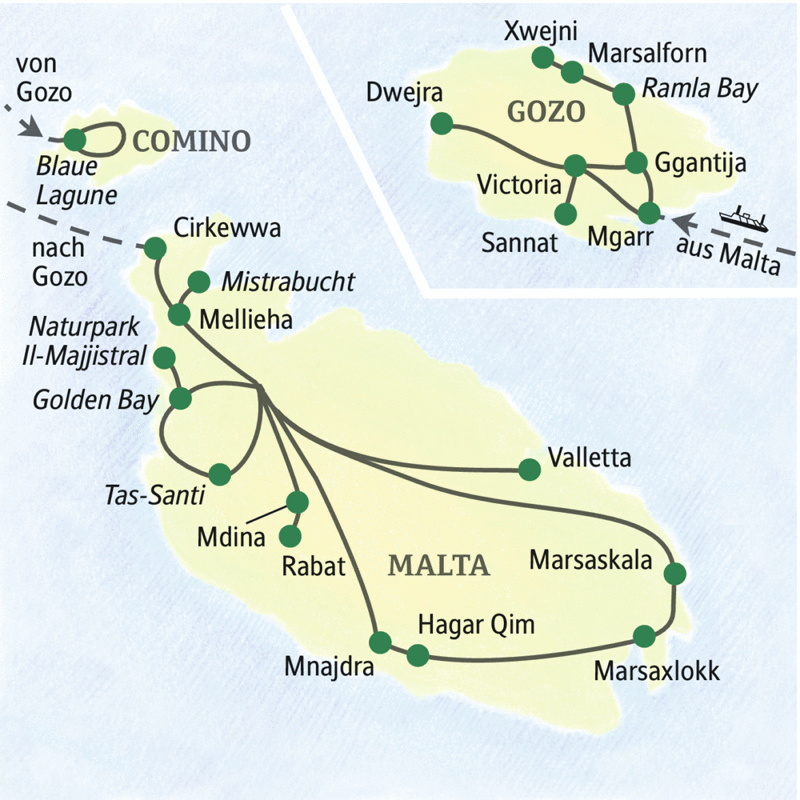 Xwejni
Marsalforn
Ramla Bay
Dwejra
GOZO
Ggantija
Victoria
Sannat
Mgarr
aus Malta
von
Gozo
COMINO
Blaue
Lagune
nach
Gozo
Cirkewwa
Mistrabucht
Mellieha
Naturpark
Il-Majjistral
Golden Bay
Tas-Santi
Valletta
Mdina
Rabat
MALTA
Marsaskala
Hagar Qim
Mnajdra
Marsaxlokk